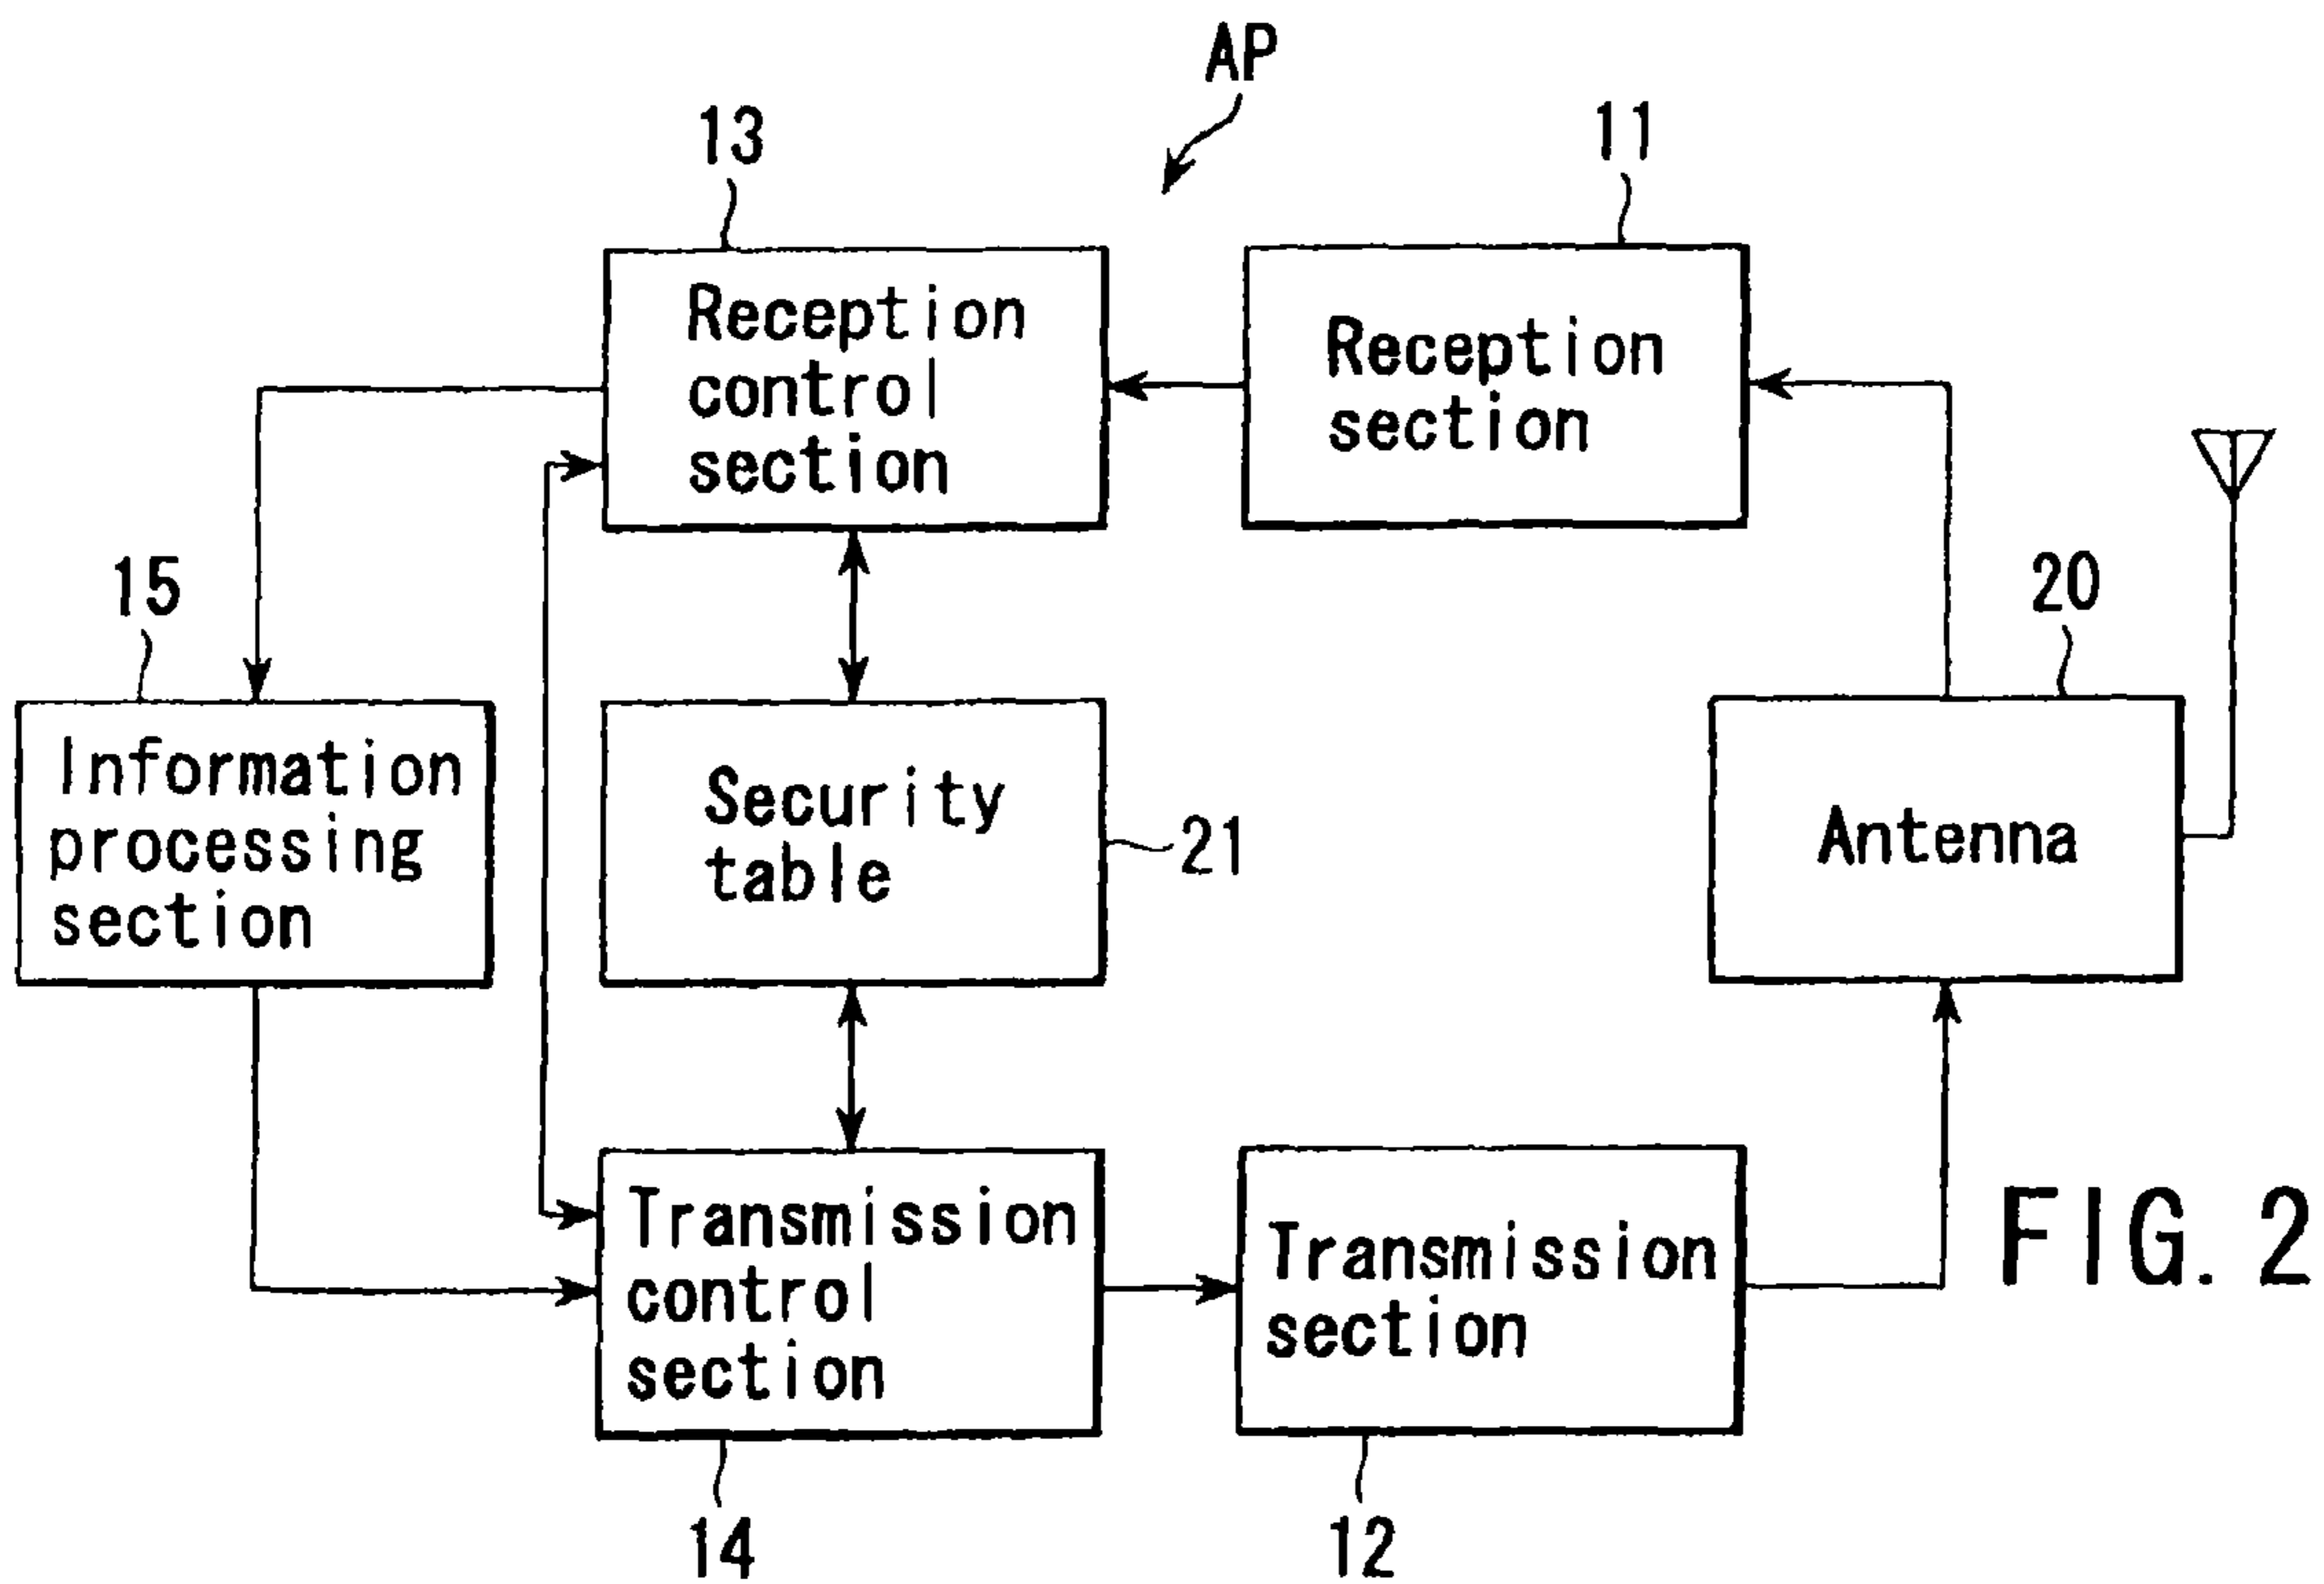 AP
13
11
Reception
control
section
Reception
section
15
20
Information
processing
section
Security
table
21
Antenna
Transmission
control
section
Transmission
section
FIG. 2
14
12